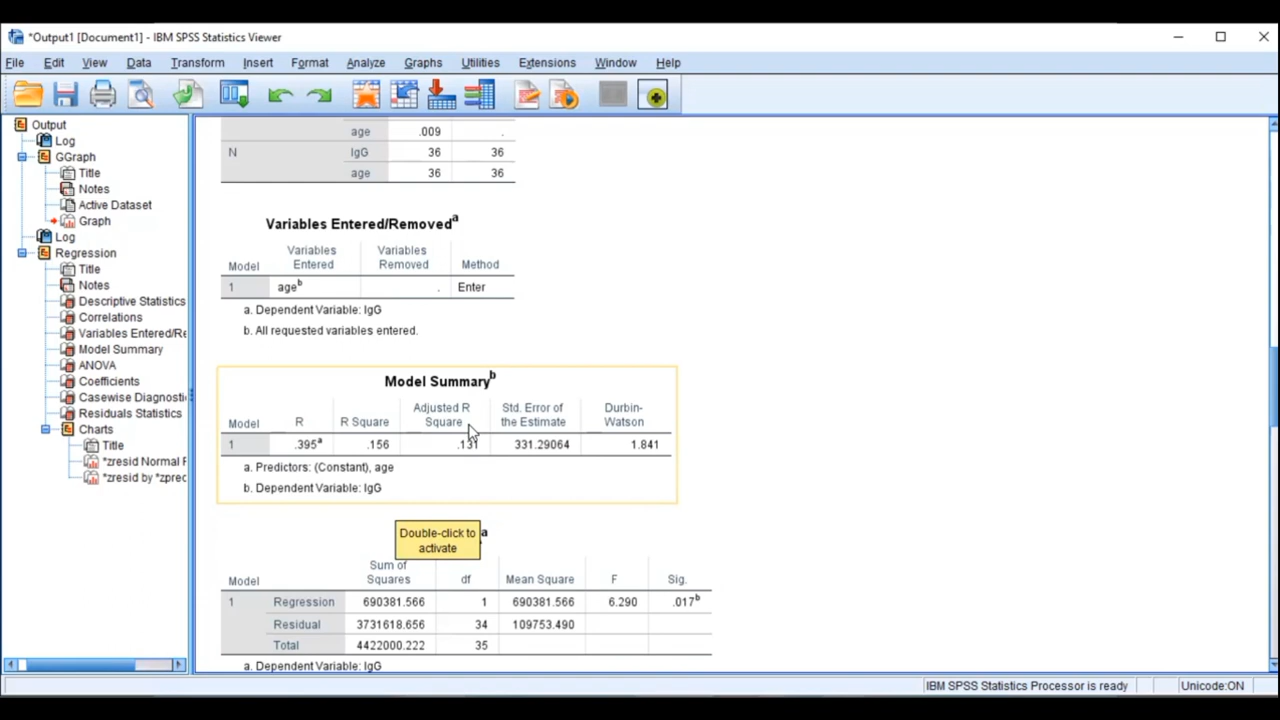 *Output1 [Document1] - IBM SPSS Statistics Viewer
File Edit View Data Transform Insert Format Analyze Graphs Utilities Extensions Window Help
Output
Log
GGraph
Title
Notes
Active Dataset
Graph
Log
Regression
Title
Notes
Descriptive Statistics
Correlations
Variables Entered/Re
Model Summary
ANOVA
Coefficients
Casewise Diagnosti
Residuals Statistics
Charts
Title
*zresid Normal F
*zresid by *zprec
age .009 .
N IgG 36 36
age 36 36
Variables Entered/Removedᵃ
Variables Variables
Model Entered Removed Method
1 ageᵇ . Enter
a. Dependent Variable: IgG
b. All requested variables entered.
Model Summaryᵇ
Adjusted R Std. Error of Durbin-
Model R R Square Square the Estimate Watson
1 .395ᵃ .156 .131 331.29064 1.841
a. Predictors: (Constant), age
b. Dependent Variable: IgG
Double-click to
activate
a
Sum of
Model Squares df Mean Square F Sig.
1 Regression 690381.566 1 690381.566 6.290 .017ᵇ
Residual 3731618.656 34 109753.490
Total 4422000.222 35
a. Dependent Variable: IgG
IBM SPSS Statistics Processor is ready Unicode:ON